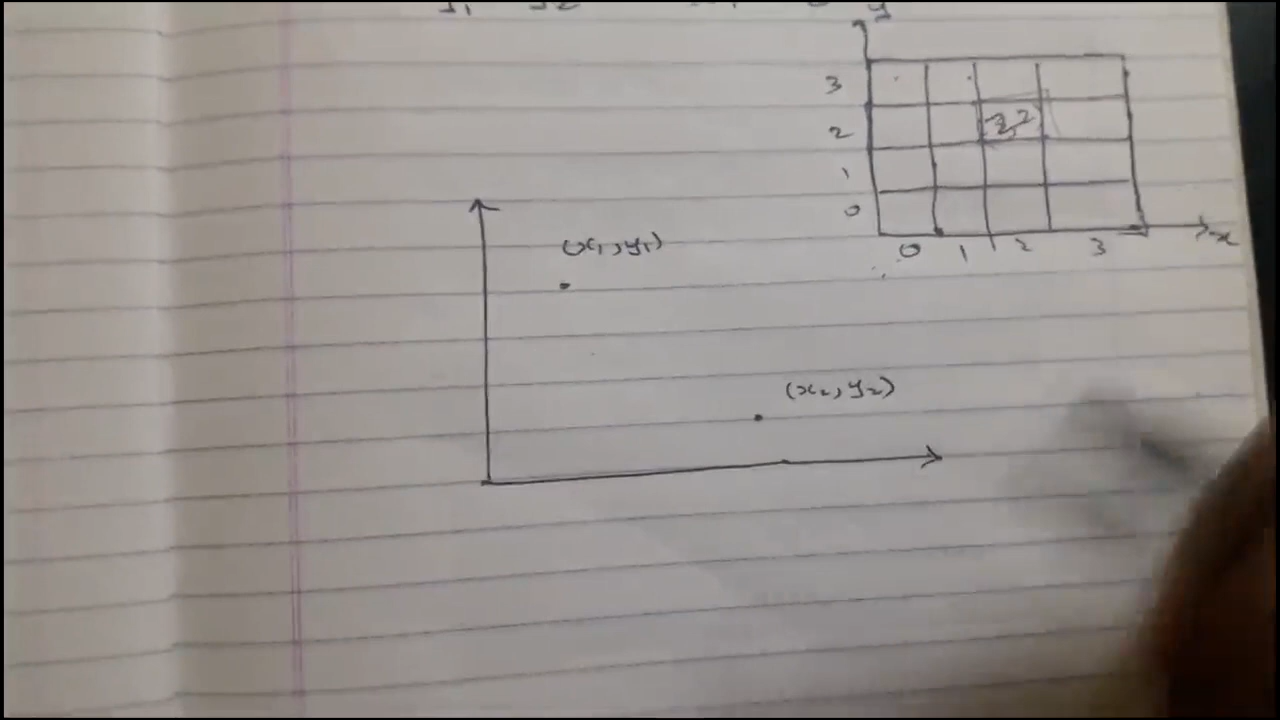 y
3
2
2,2
1
0
0 1 2 3 x
(x₁, y₁)
(x₂, y₂)